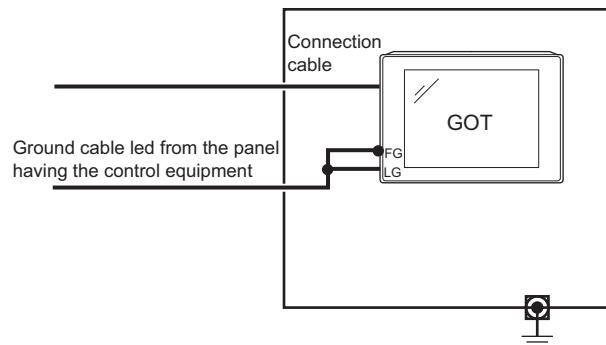 Connection
cable
GOT
Ground cable led from the panel
having the control equipment
FG
LG